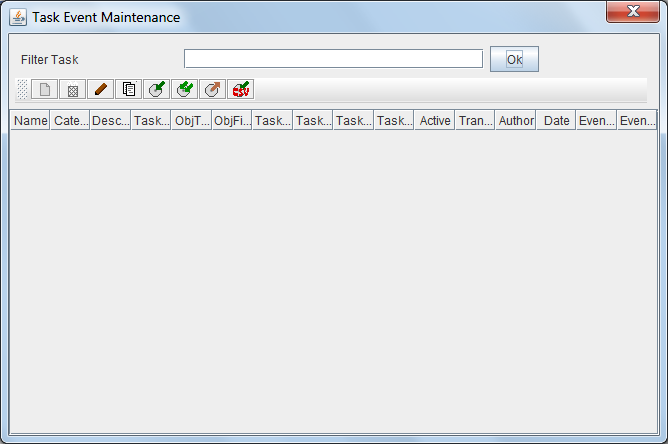 Task Event Maintenance
Filter Task Ok
CSV
Name Cate... Desc... Task... ObjT... ObjFi... Task... Task... Task... Task... Active Tran... Author Date Even... Even...